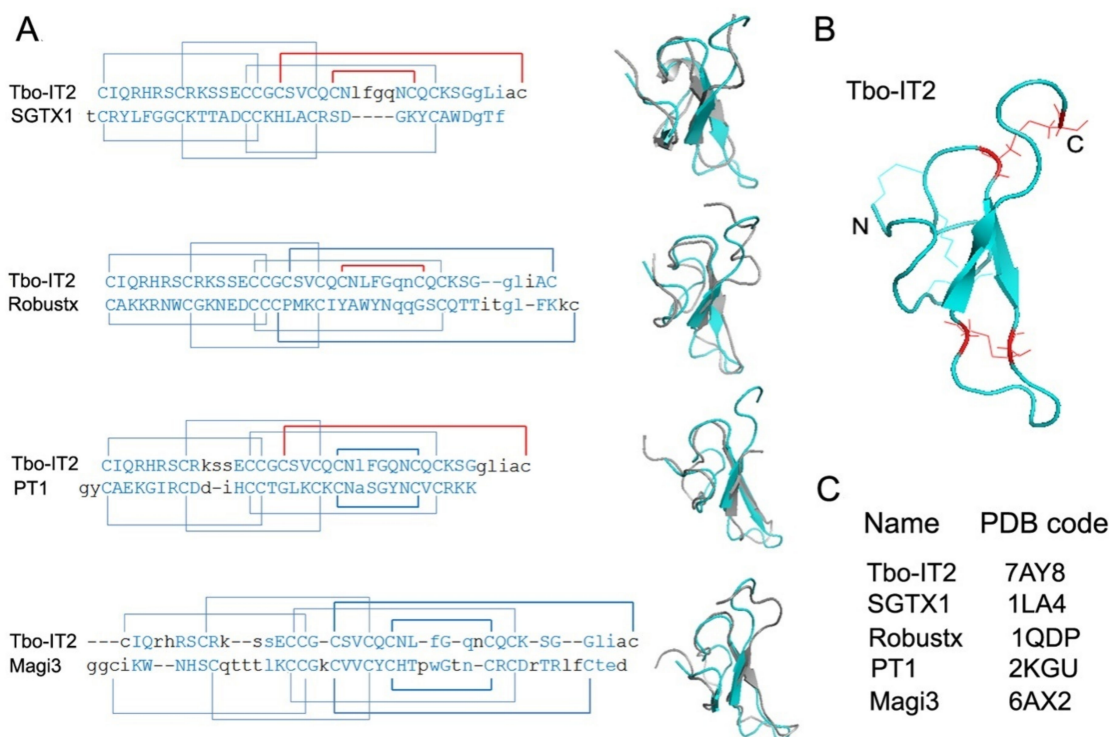 A
Tbo-IT2 CIQRHRSCRKSSECCGCSVCQCNlfgqNCQCKSGgLiac
SGTX1 tCRYLFGGCKTTADCCKHLACRSD----GKYCAWDgTf
Tbo-IT2 CIQRHRSCRKSSECCGCSVCQCNLFGqnCQCKSG--gliAC
Robustx CAKKRNWCGKNEDCCCPMKCIYAWYNqqGSCQTTitgl-FKkc
Tbo-IT2 CIQRHRSCRkssECCGCSVCQCNlFGQNCQCKSGgliac
PT1 gyCAEKGIRCDd-iHCCTGLKCKCNaSGYNCVCRKK
Tbo-IT2 ---cIQrhRSCRk--ssECCG-CSVCQCNL-fG-qnCQCK-SG--Gliac
Magi3 ggciKW--NHSCqtttlKCCGkCVVCYCHTpwGtn-CRCDrTRlfCted
B
Tbo-IT2
C
N
C
Name PDB code
Tbo-IT2 7AY8
SGTX1 1LA4
Robustx 1QDP
PT1 2KGU
Magi3 6AX2